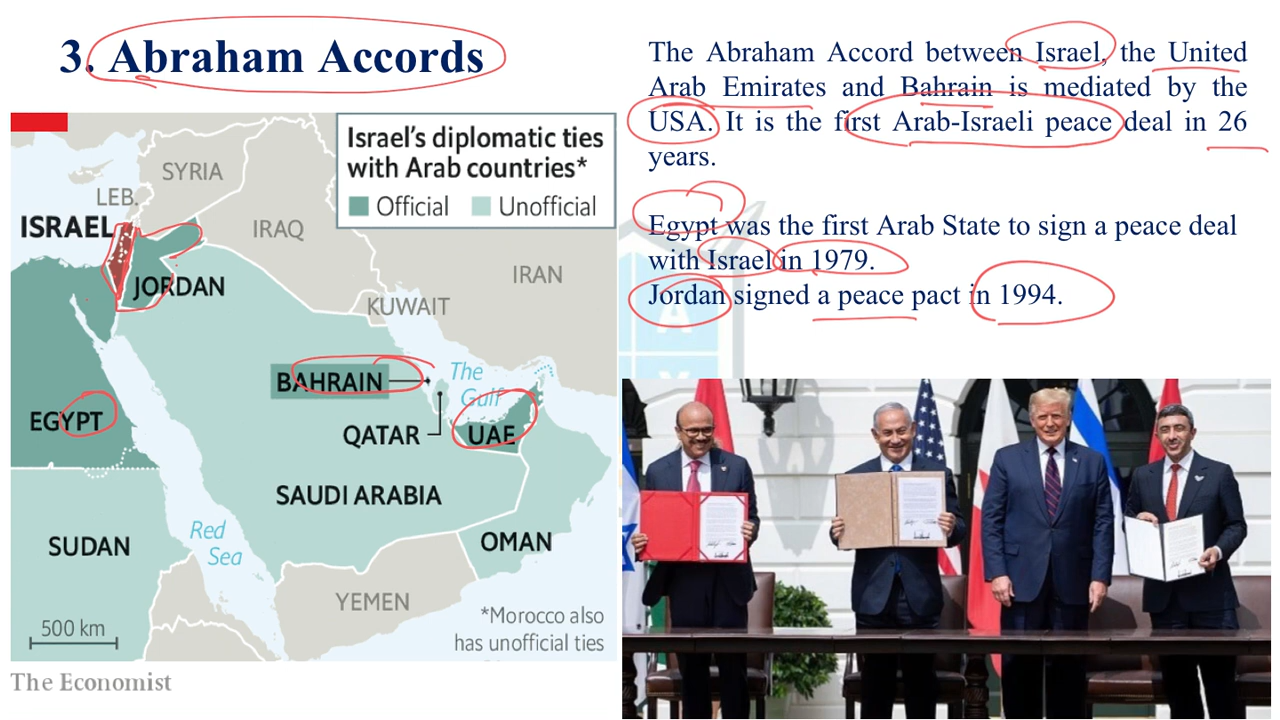 3. Abraham Accords
The Abraham Accord between Israel, the United
Arab Emirates and Bahrain is mediated by the
USA. It is the first Arab-Israeli peace deal in 26
years.
Egypt was the first Arab State to sign a peace deal
with Israel in 1979.
Jordan signed a peace pact in 1994.
Israel's diplomatic ties
with Arab countries*
Official
Unofficial
SYRIA
LEB.
ISRAEL
IRAQ
JORDAN
IRAN
KUWAIT
BAHRAIN
The
Gulf
EGYPT
QATAR
UAE
SAUDI ARABIA
Red
Sea
SUDAN
OMAN
YEMEN
*Morocco also
has unofficial ties
500 km
The Economist